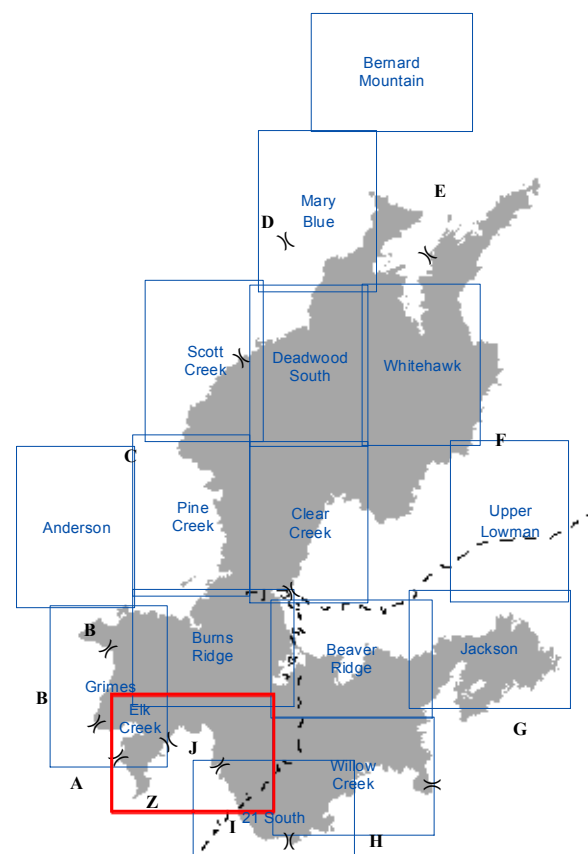 Bernard
Mountain
E
Mary
Blue
D
Scott
Creek
Deadwood
South
Whitehawk
F
C
Pine
Creek
Clear
Creek
Upper
Lowman
Anderson
B
Burns
Ridge
Beaver
Ridge
Jackson
B
Grimes
Elk
Creek
J
G
Willow
Creek
A
Z
21 South
I
H